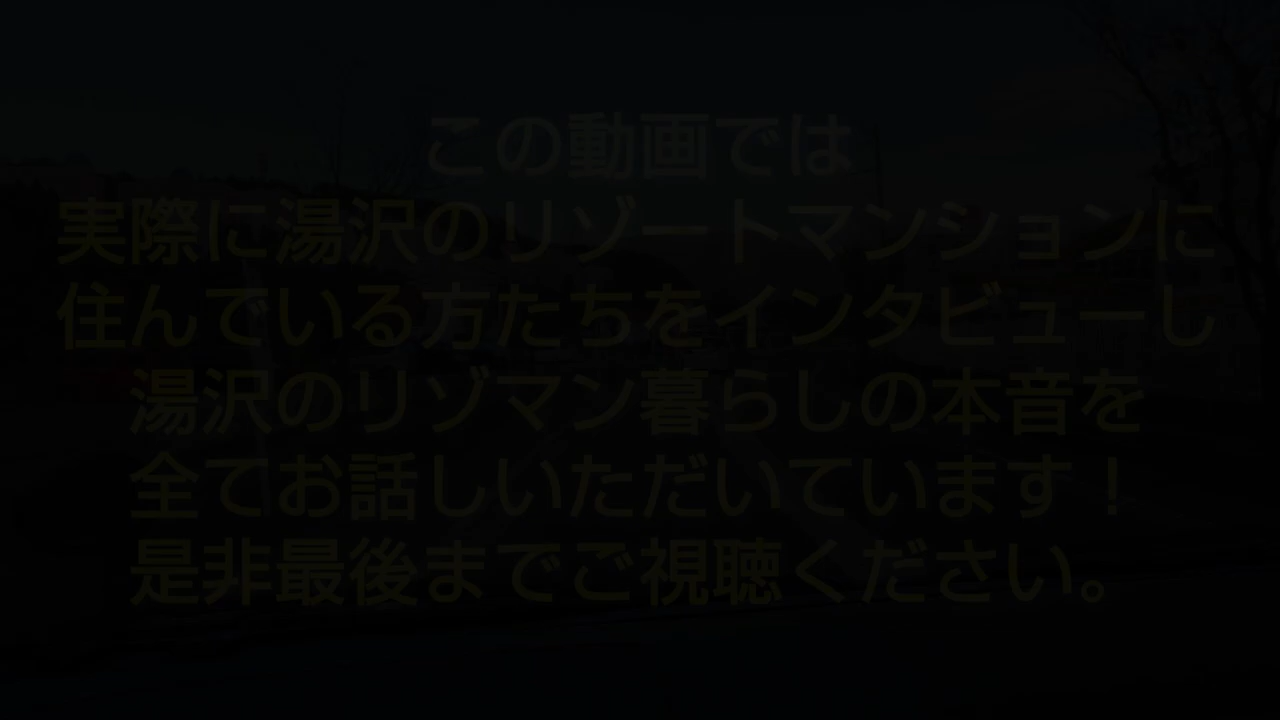 この動画では
実際に湯沢のリゾートマンションに
住んでいる方たちをインタビューし
湯沢のリゾマン暮らしの本音を
全てお話しいただいています！
是非最後までご視聴ください。